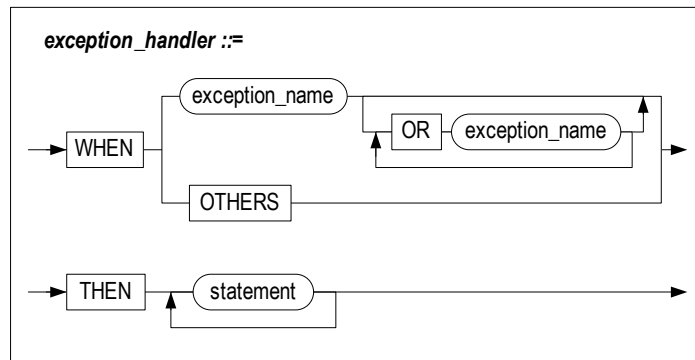 exception_handler ::=
exception_name
WHEN
OR exception_name
OTHERS
THEN statement